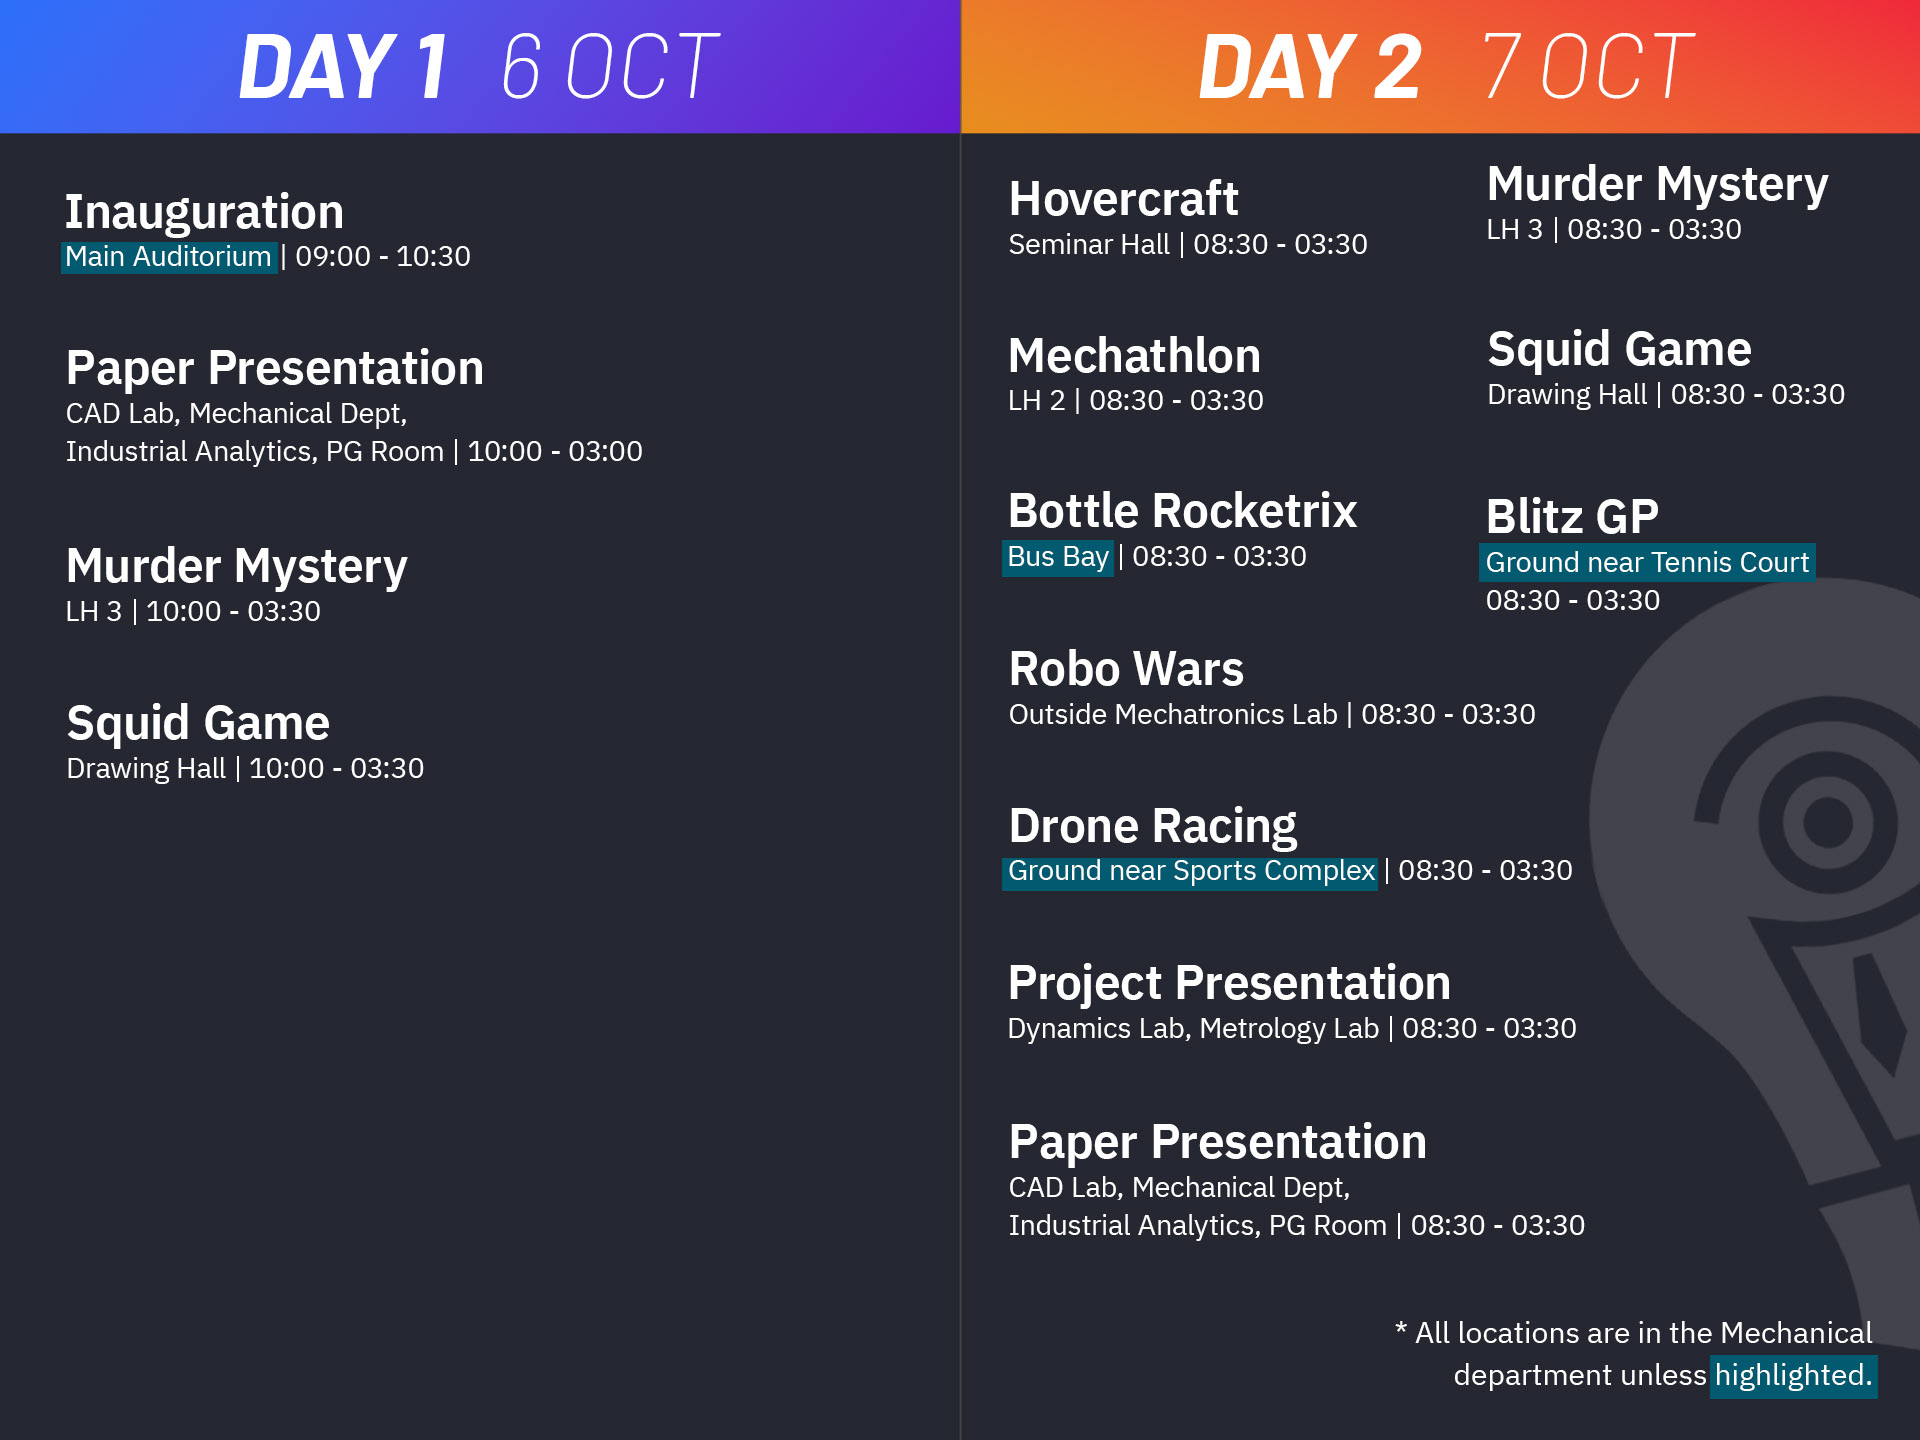 DAY 1 6 OCT
Inauguration
Main Auditorium | 09:00 - 10:30
Paper Presentation
CAD Lab, Mechanical Dept,
Industrial Analytics, PG Room | 10:00 - 03:00
Murder Mystery
LH 3 | 10:00 - 03:30
Squid Game
Drawing Hall | 10:00 - 03:30
DAY 2 7 OCT
Hovercraft
Seminar Hall | 08:30 - 03:30
Mechathlon
LH 2 | 08:30 - 03:30
Bottle Rocketrix
Bus Bay | 08:30 - 03:30
Robo Wars
Outside Mechatronics Lab | 08:30 - 03:30
Drone Racing
Ground near Sports Complex | 08:30 - 03:30
Project Presentation
Dynamics Lab, Metrology Lab | 08:30 - 03:30
Paper Presentation
CAD Lab, Mechanical Dept,
Industrial Analytics, PG Room | 08:30 - 03:30
Murder Mystery
LH 3 | 08:30 - 03:30
Squid Game
Drawing Hall | 08:30 - 03:30
Blitz GP
Ground near Tennis Court
08:30 - 03:30
* All locations are in the Mechanical
department unless highlighted.